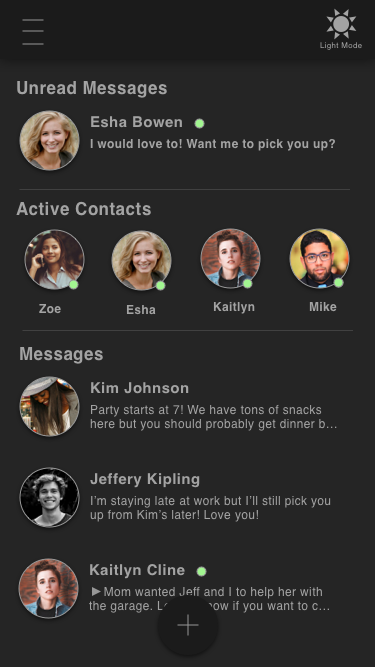 Light Mode
Unread Messages
Esha Bowen
I would love to! Want me to pick you up?
Active Contacts
Zoe
Esha
Kaitlyn
Mike
Messages
Kim Johnson
Party starts at 7! We have tons of snacks
here but you should probably get dinner b...
Jeffery Kipling
I'm staying late at work but I'll still pick you
up from Kim's later! Love you!
Kaitlyn Cline
Mom wanted Jeff and I to help her with
the garage. if you want to c...